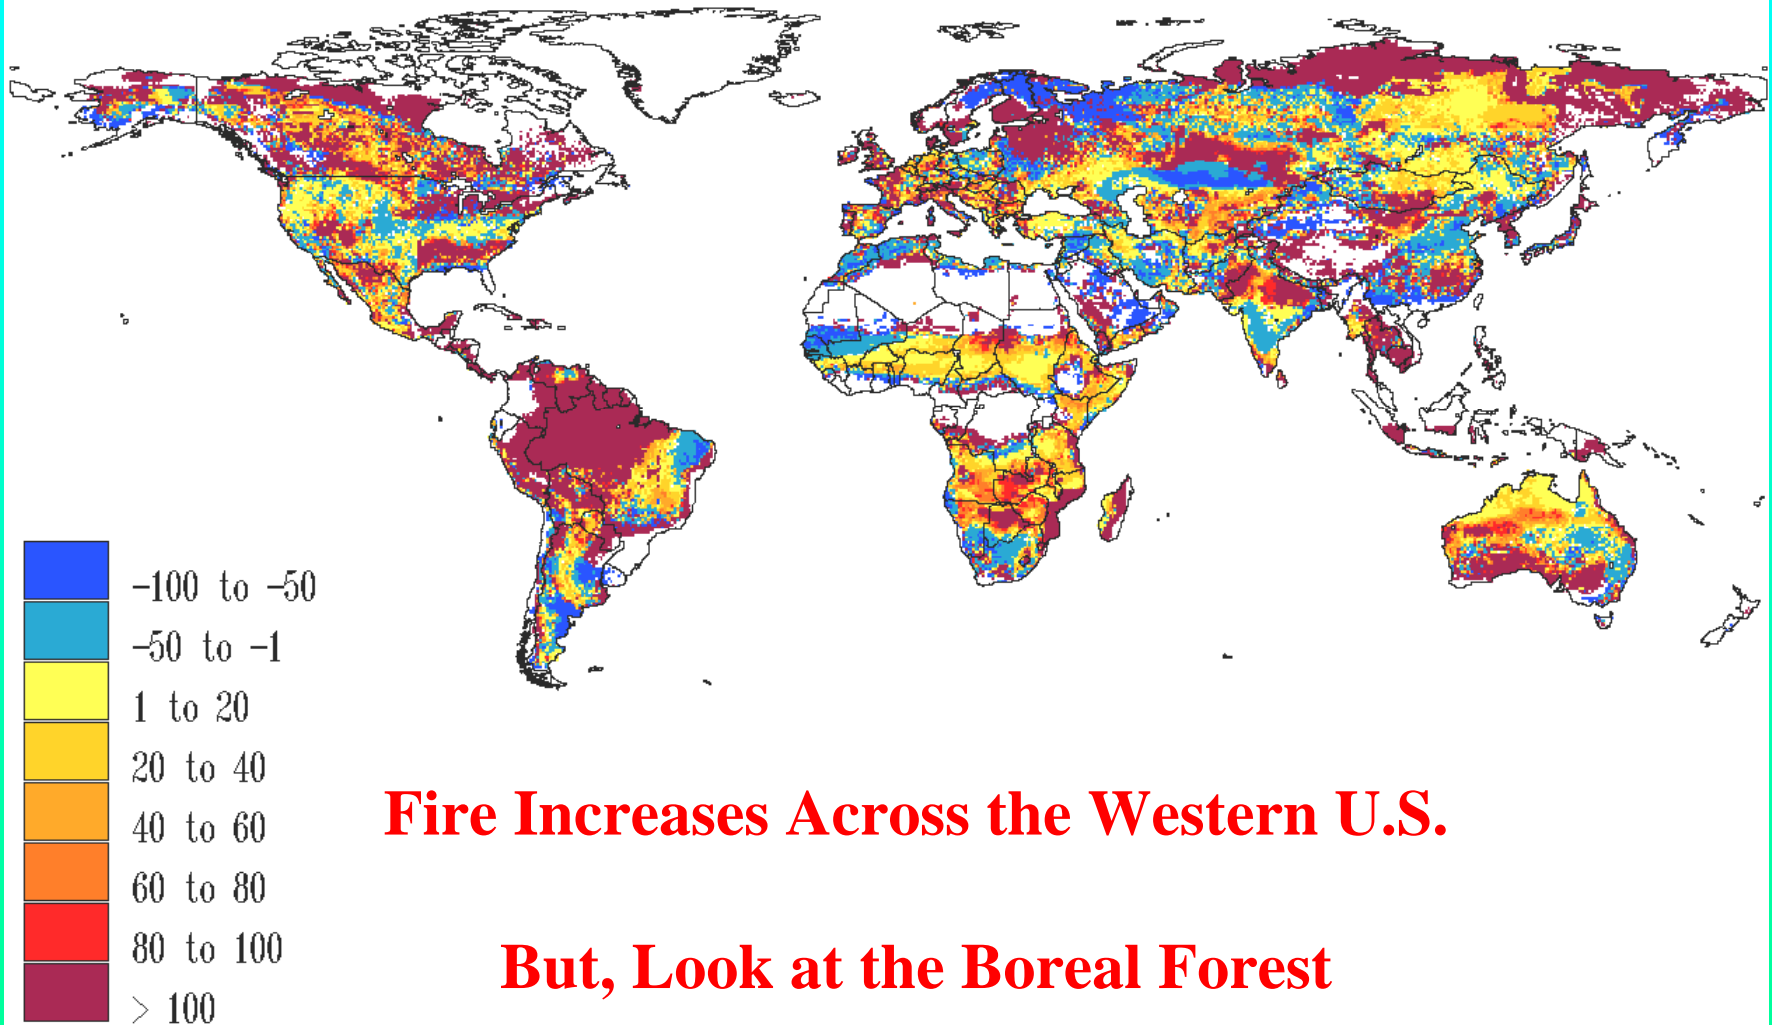 −100 to −50
−50 to −1
1 to 20
20 to 40
40 to 60
60 to 80
80 to 100
> 100
Fire Increases Across the Western U.S.
But, Look at the Boreal Forest